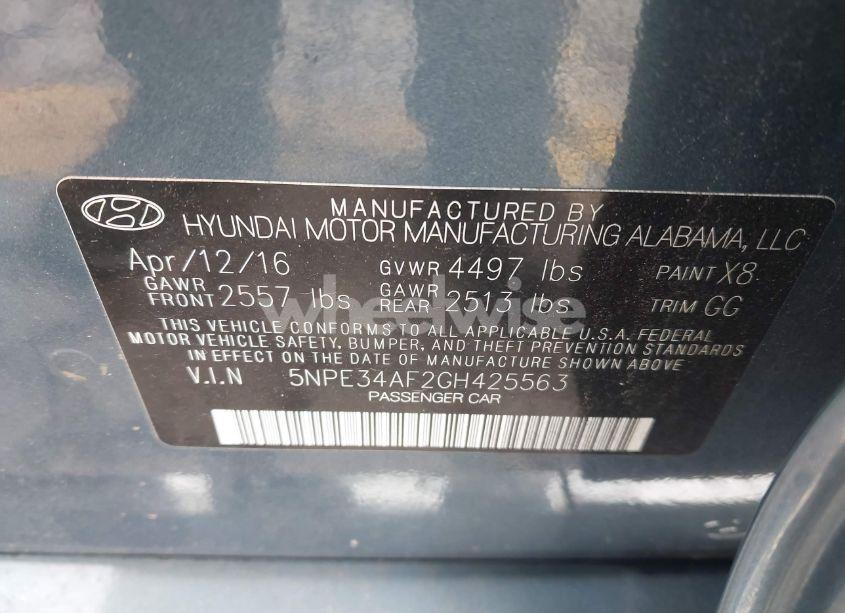 MANUFACTURED BY
HYUNDAI MOTOR MANUFACTURING ALABAMA, LLC
Apr/12/16 GVWR 4497 lbs PAINT X8
GAWR FRONT 2557 lbs GAWR REAR 2513 lbs TRIM GG
THIS VEHICLE CONFORMS TO ALL APPLICABLE U.S.A. FEDERAL
MOTOR VEHICLE SAFETY, BUMPER, AND THEFT PREVENTION STANDARDS
IN EFFECT ON THE DATE OF MANUFACTURE SHOWN ABOVE
V.I.N 5NPE34AF2GH425563
PASSENGER CAR
wheelwise